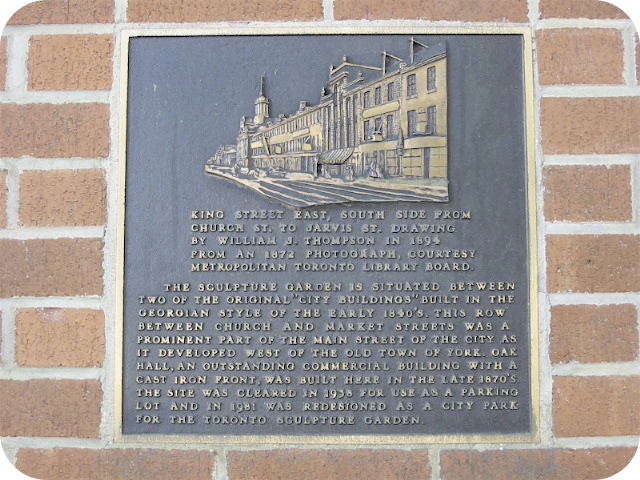 KING STREET EAST, SOUTH SIDE FROM
CHURCH ST. TO JARVIS ST. DRAWING
BY WILLIAM J. THOMPSON IN 1894
FROM AN 1872 PHOTOGRAPH, COURTESY
METROPOLITAN TORONTO LIBRARY BOARD.
THE SCULPTURE GARDEN IS SITUATED BETWEEN
TWO OF THE ORIGINAL "CITY BUILDINGS" BUILT IN THE
GEORGIAN STYLE OF THE EARLY 1840'S. THIS ROW
BETWEEN CHURCH AND MARKET STREETS WAS A
PROMINENT PART OF THE MAIN STREET OF THE CITY AS
IT DEVELOPED WEST OF THE OLD TOWN OF YORK. OAK
HALL, AN OUTSTANDING COMMERCIAL BUILDING WITH A
CAST IRON FRONT, WAS BUILT HERE IN THE LATE 1870'S.
THE SITE WAS CLEARED IN 1938 FOR USE AS A PARKING
LOT AND IN 1981 WAS REDESIGNED AS A CITY PARK
FOR THE TORONTO SCULPTURE GARDEN.